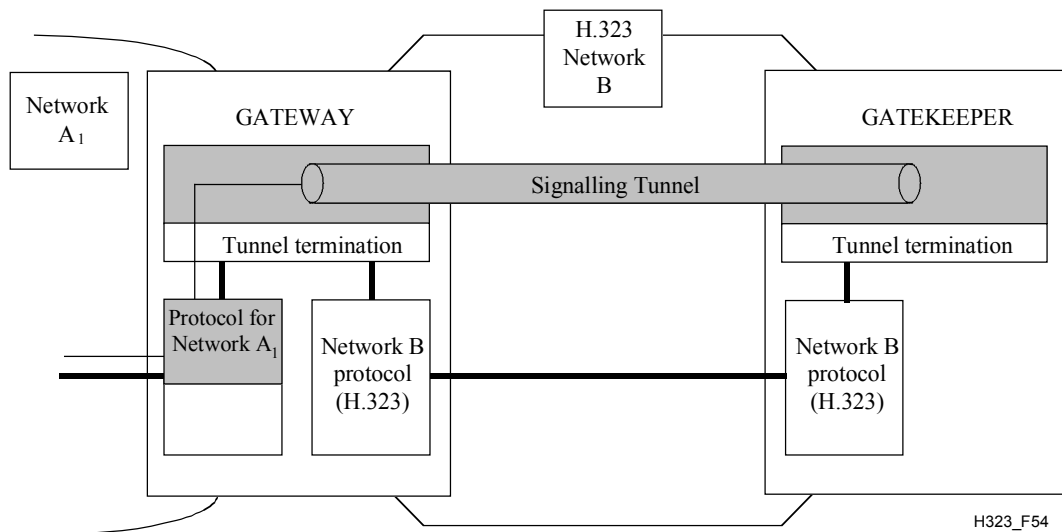 H.323
Network
B
Network
A1
GATEWAY
GATEKEEPER
Signalling Tunnel
Tunnel termination
Tunnel termination
Protocol for
Network A1
Network B
protocol
(H.323)
Network B
protocol
(H.323)
H323_F54